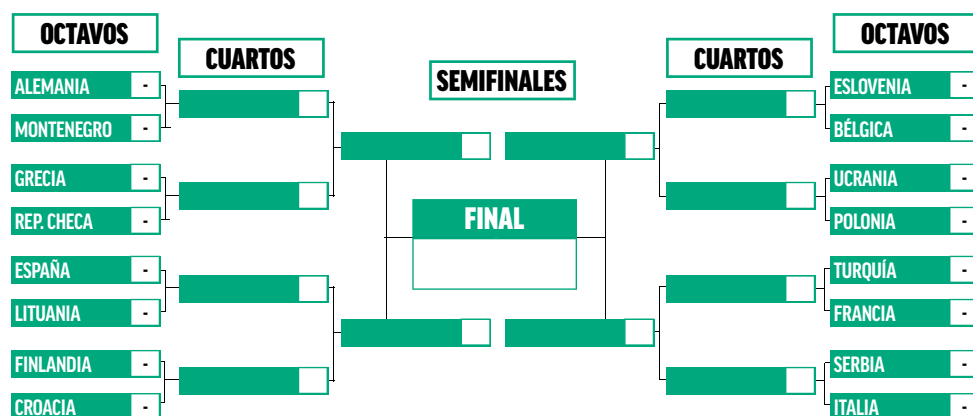 OCTAVOS
CUARTOS
SEMIFINALES
CUARTOS
OCTAVOS
ALEMANIA -
MONTENEGRO -
GRECIA -
REP. CHECA -
ESPAÑA -
LITUANIA -
FINLANDIA -
CROACIA -
FINAL
ESLOVENIA -
BÉLGICA -
UCRANIA -
POLONIA -
TURQUÍA -
FRANCIA -
SERBIA -
ITALIA -